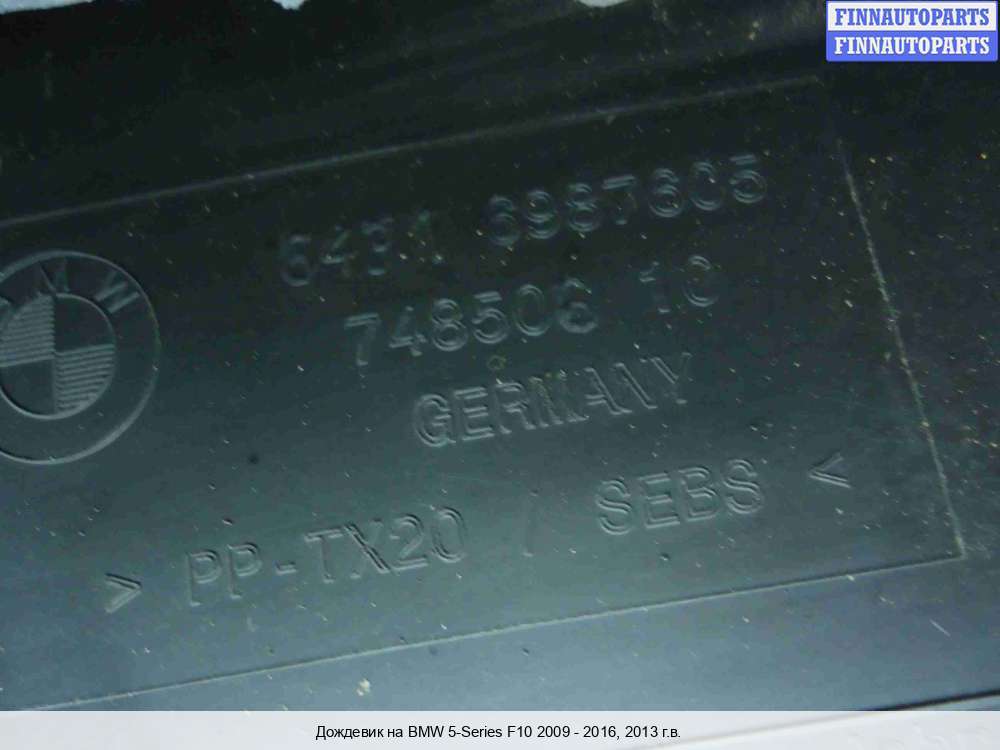 FINNAUTOPARTS
FINNAUTOPARTS
6431 6987605
BMW
748506 10
GERMANY
> PP-TX20 / SEBS <
Дождевик на BMW 5-Series F10 2009 - 2016, 2013 г.в.